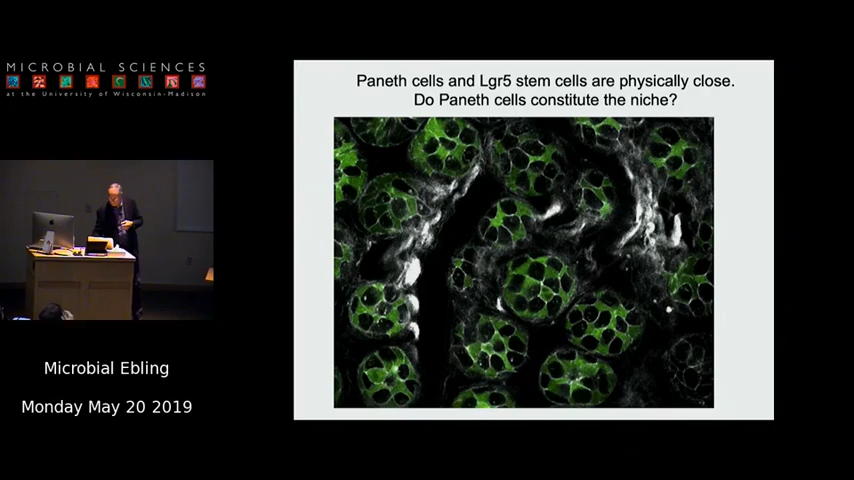 MICROBIAL SCIENCES
at the University of Wisconsin-Madison
Microbial Ebling
Monday May 20 2019
Paneth cells and Lgr5 stem cells are physically close.
Do Paneth cells constitute the niche?